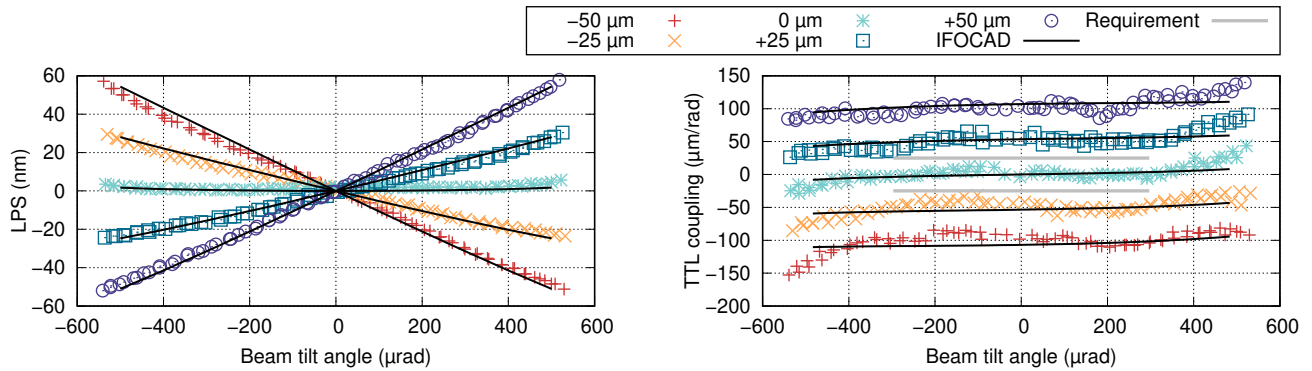 −50 µm 0 µm +50 µm Requirement
−25 µm +25 µm IFOCAD
60
40
20
0
−20
−40
−60
LPS (nm)
−600 −400 −200 0 200 400 600
Beam tilt angle (µrad)
150
100
50
0
−50
−100
−150
−200
TTL coupling (µm/rad)
−600 −400 −200 0 200 400 600
Beam tilt angle (µrad)